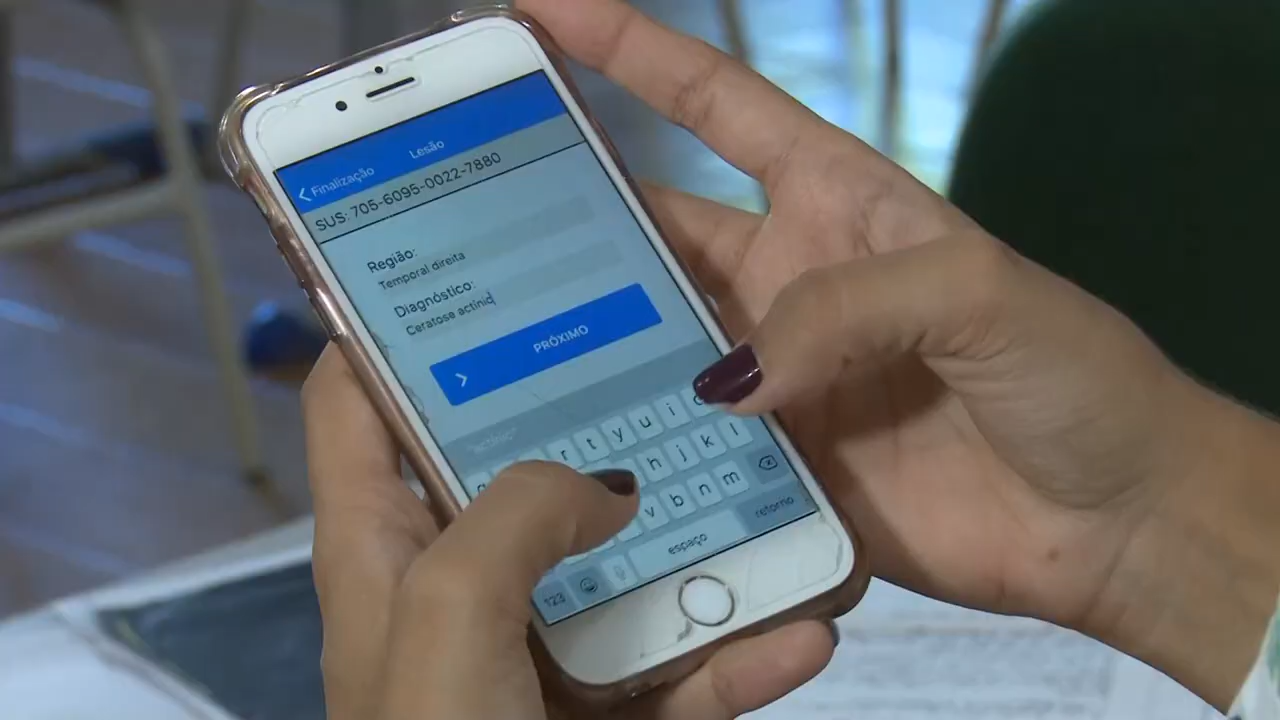 Lesão
Finalização
SUS: 705-6095-0022-7880
Região:
Temporal direita
Diagnóstico:
Ceratose actínic
PRÓXIMO
"actínic"
r t y u i
h j k l
v b n m
espaço
retorno
123